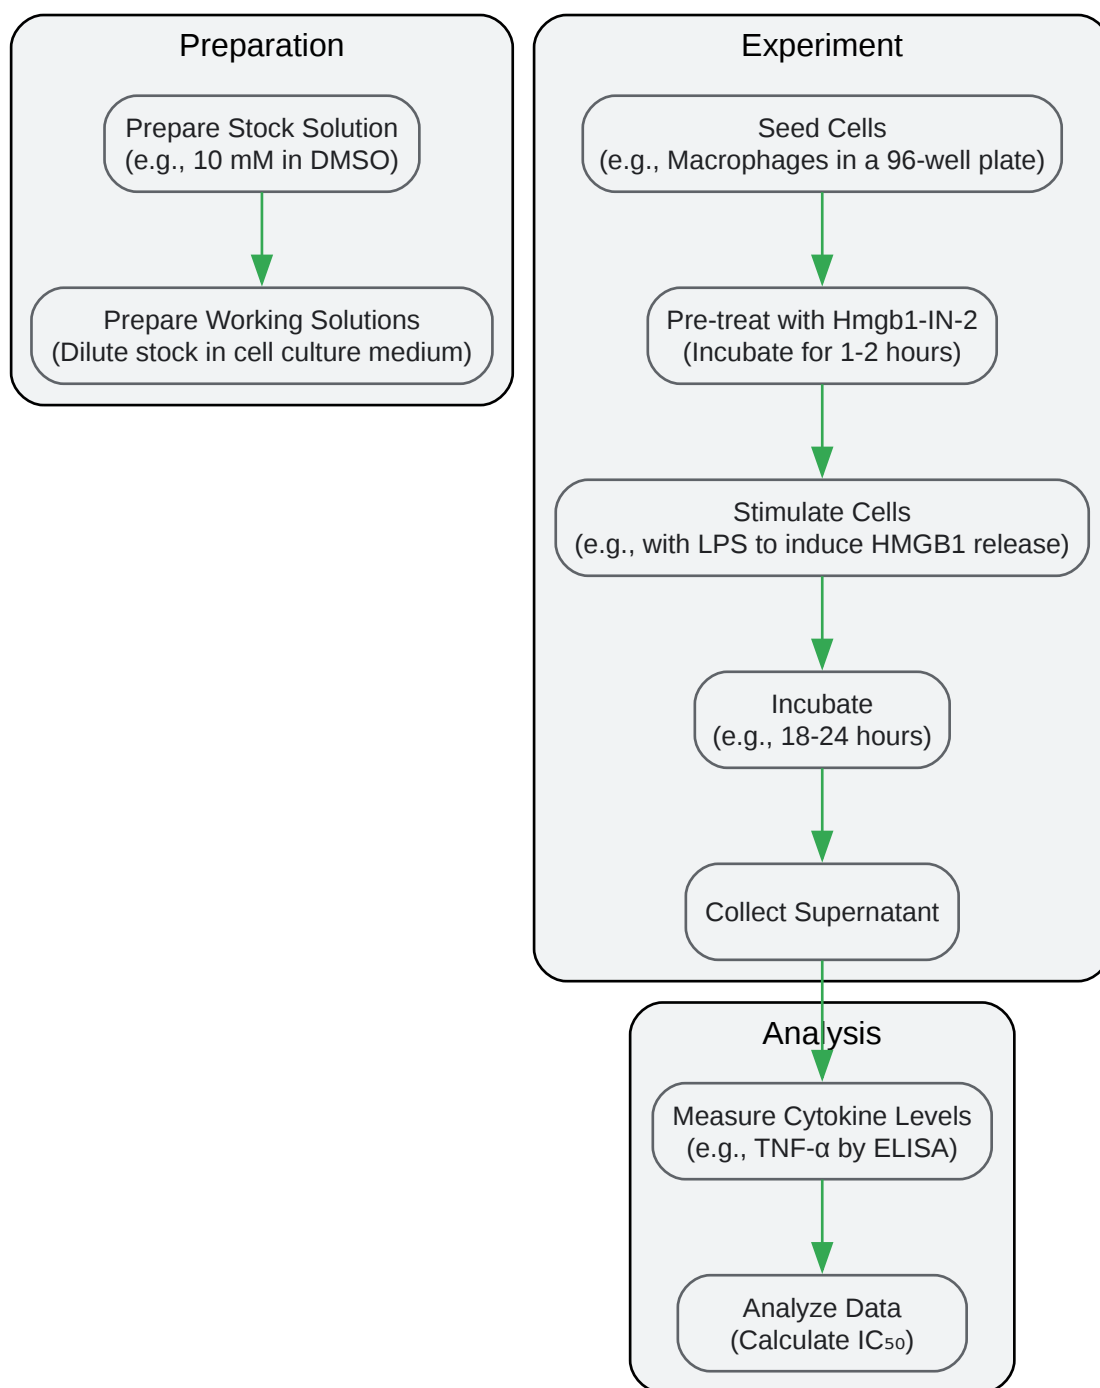 Preparation
Prepare Stock Solution
(e.g., 10 mM in DMSO)
Prepare Working Solutions
(Dilute stock in cell culture medium)
Experiment
Seed Cells
(e.g., Macrophages in a 96-well plate)
Pre-treat with Hmgb1-IN-2
(Incubate for 1-2 hours)
Stimulate Cells
(e.g., with LPS to induce HMGB1 release)
Incubate
(e.g., 18-24 hours)
Collect Supernatant
Analysis
Measure Cytokine Levels
(e.g., TNF-α by ELISA)
Analyze Data
(Calculate IC₅₀)